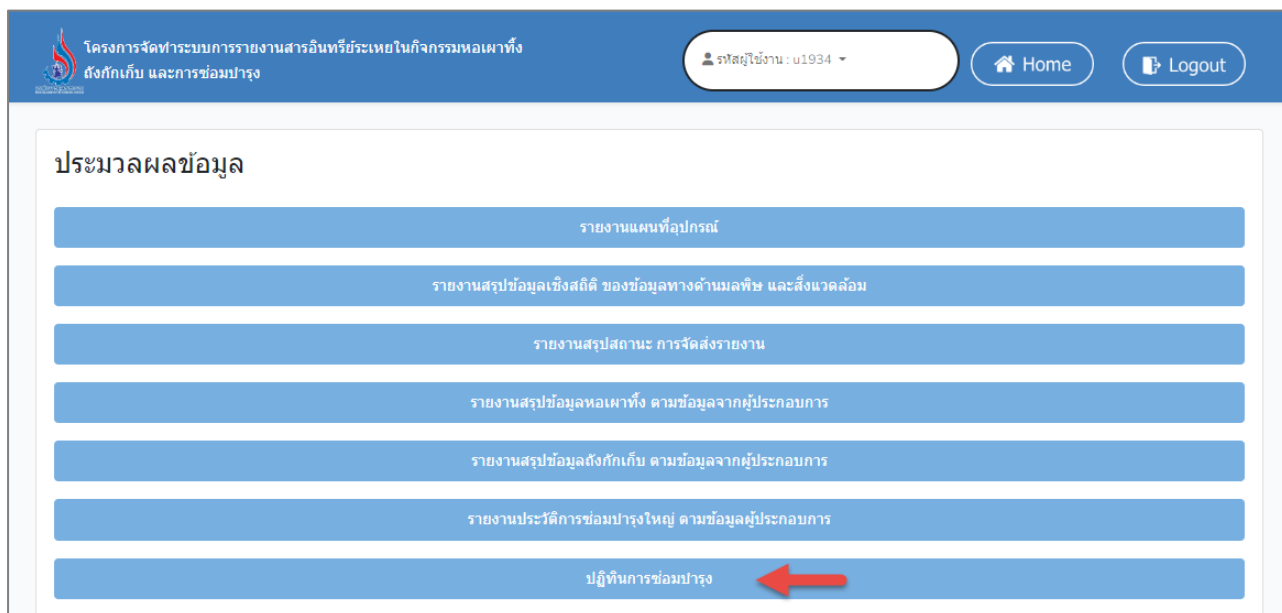 โครงการจัดทำระบบการรายงานสารอินทรีย์ระเหยในกิจกรรมหอเผาทิ้ง
ถังกักเก็บ และการซ่อมบำรุง
รหัสผู้ใช้งาน : u1934
Home
Logout
ประมวลผลข้อมูล
รายงานแผนที่อุปกรณ์
รายงานสรุปข้อมูลเชิงสถิติ ของข้อมูลทางด้านมลพิษ และสิ่งแวดล้อม
รายงานสรุปสถานะ การจัดส่งรายงาน
รายงานสรุปข้อมูลหอเผาทิ้ง ตามข้อมูลจากผู้ประกอบการ
รายงานสรุปข้อมูลถังกักเก็บ ตามข้อมูลจากผู้ประกอบการ
รายงานประวัติการซ่อมบำรุงใหญ่ ตามข้อมูลผู้ประกอบการ
ปฏิทินการซ่อมบำรุง